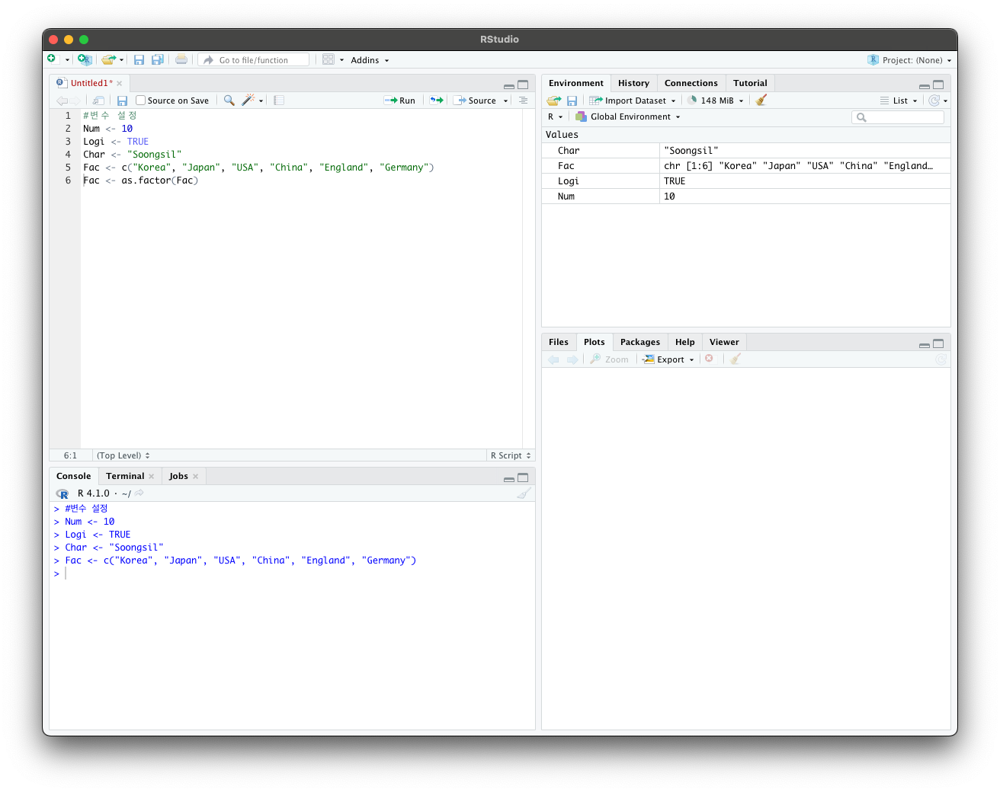 RStudio
Go to file/function Addins Project: (None)
Untitled1*
Source on Save Run Source
1 #변수 설정
2 Num <- 10
3 Logi <- TRUE
4 Char <- "Soongsil"
5 Fac <- c("Korea", "Japan", "USA", "China", "England", "Germany")
6 Fac <- as.factor(Fac)
6:1 (Top Level) R Script
Console Terminal Jobs
R 4.1.0 · ~/
> #변수 설정
> Num <- 10
> Logi <- TRUE
> Char <- "Soongsil"
> Fac <- c("Korea", "Japan", "USA", "China", "England", "Germany")
>
Environment History Connections Tutorial
Import Dataset 148 MiB List
R Global Environment
Values
Char "Soongsil"
Fac chr [1:6] "Korea" "Japan" "USA" "China" "England…
Logi TRUE
Num 10
Files Plots Packages Help Viewer
Zoom Export